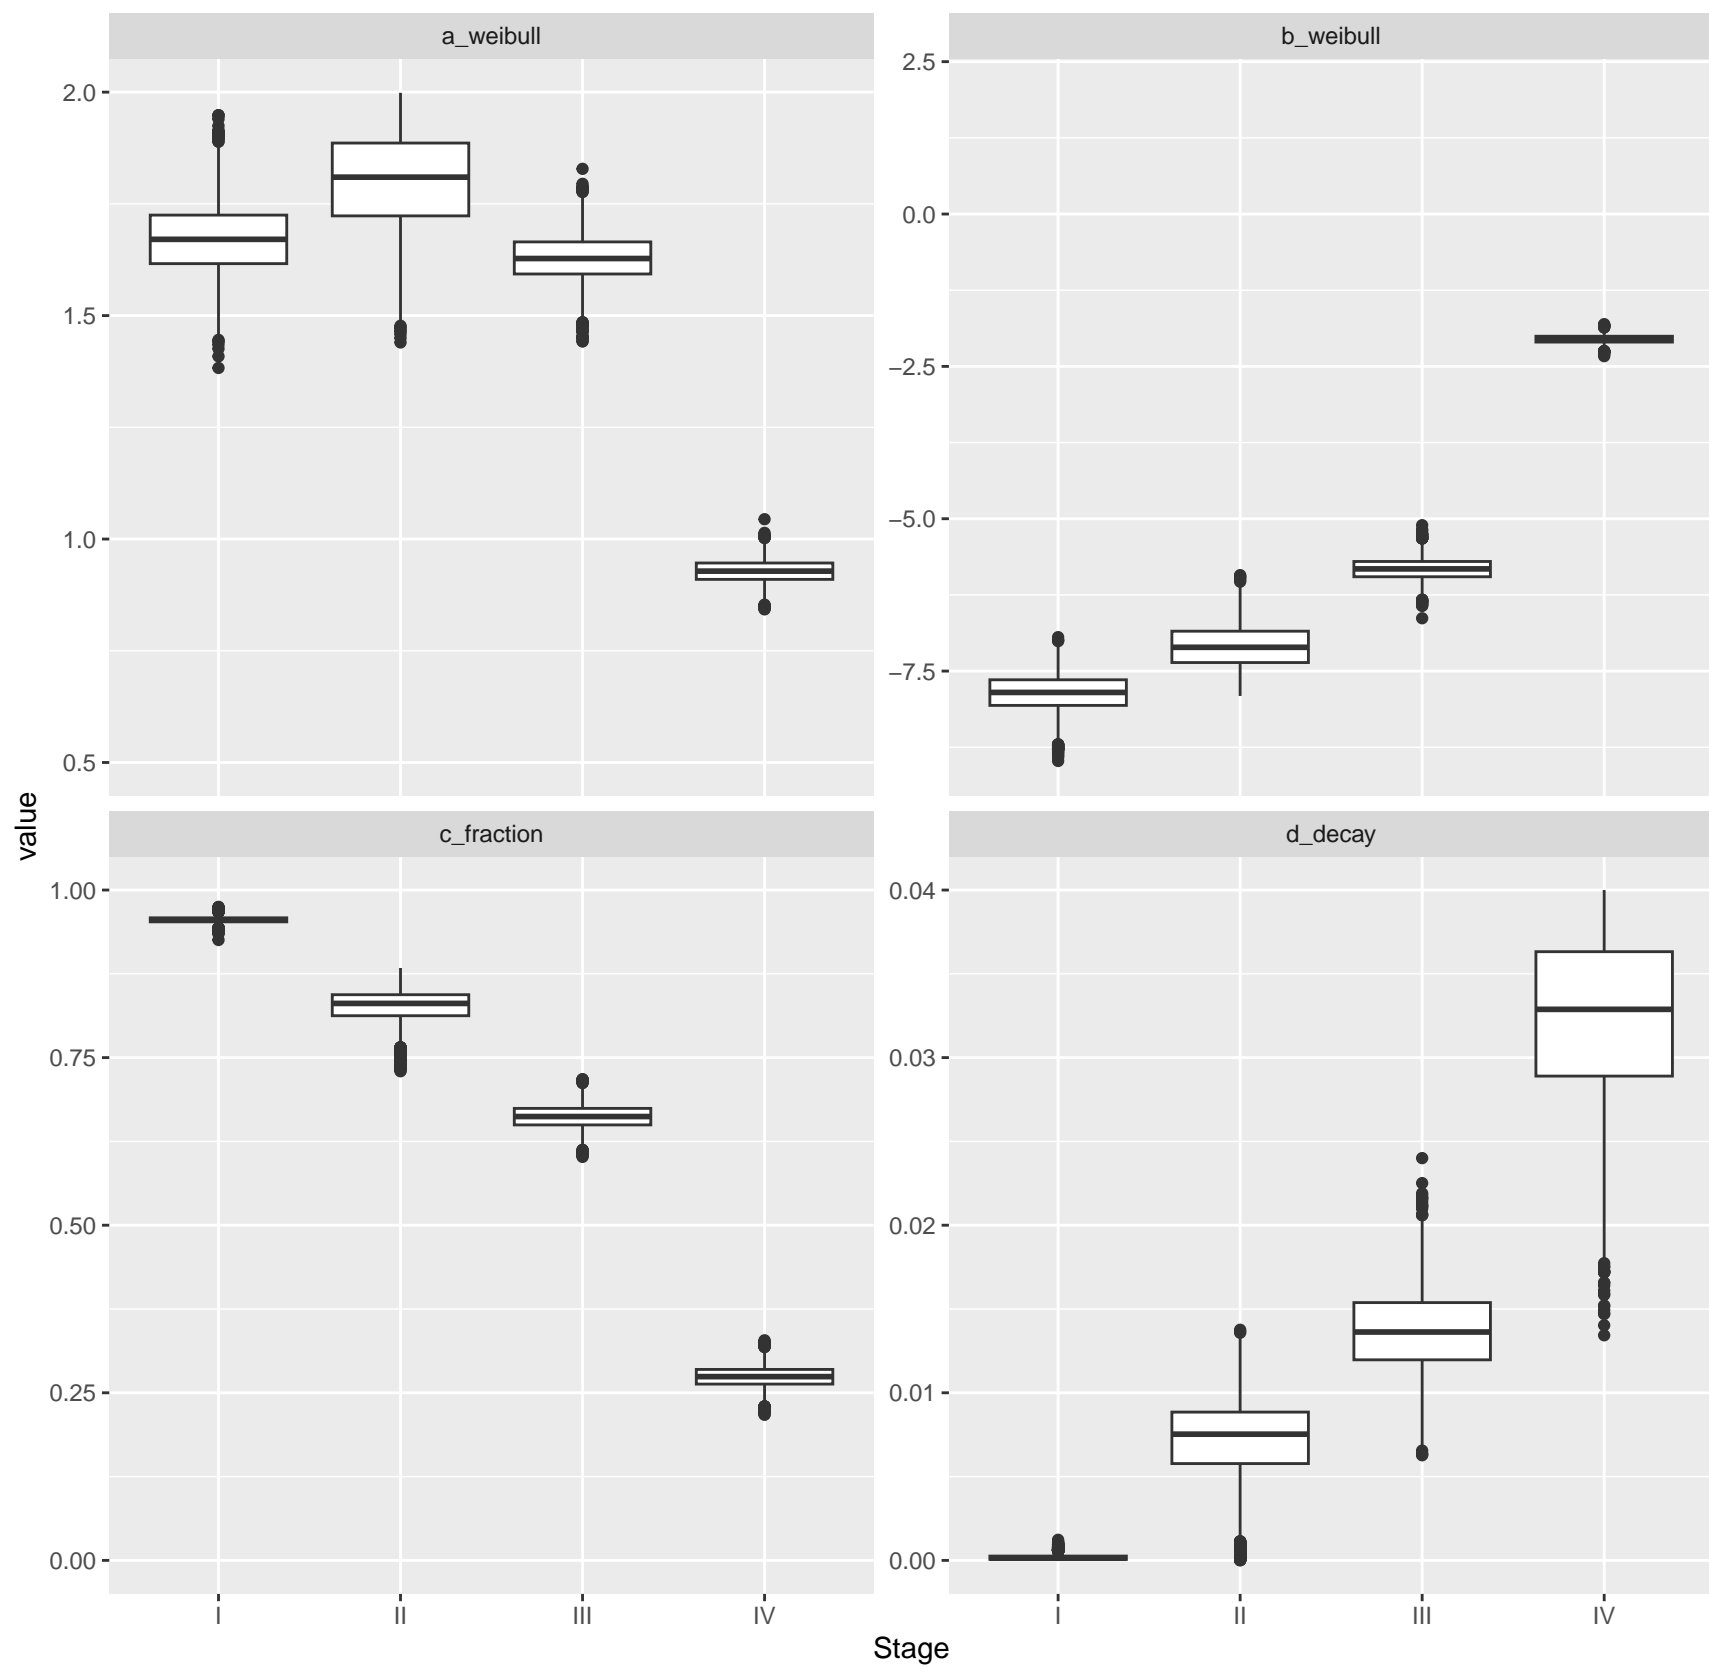 a_weibull
b_weibull
2.0
1.5
1.0
0.5
2.5
0.0
−2.5
−5.0
−7.5
value
c_fraction
d_decay
1.00
0.75
0.50
0.25
0.00
0.04
0.03
0.02
0.01
0.00
I II III IV
I II III IV
Stage